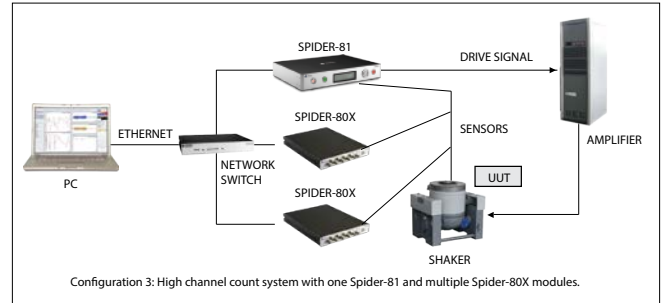 SPIDER-81
DRIVE SIGNAL
SPIDER-80X
ETHERNET
SENSORS
AMPLIFIER
NETWORK
SWITCH
PC
SPIDER-80X
UUT
SHAKER
Configuration 3: High channel count system with one Spider-81 and multiple Spider-80X modules.